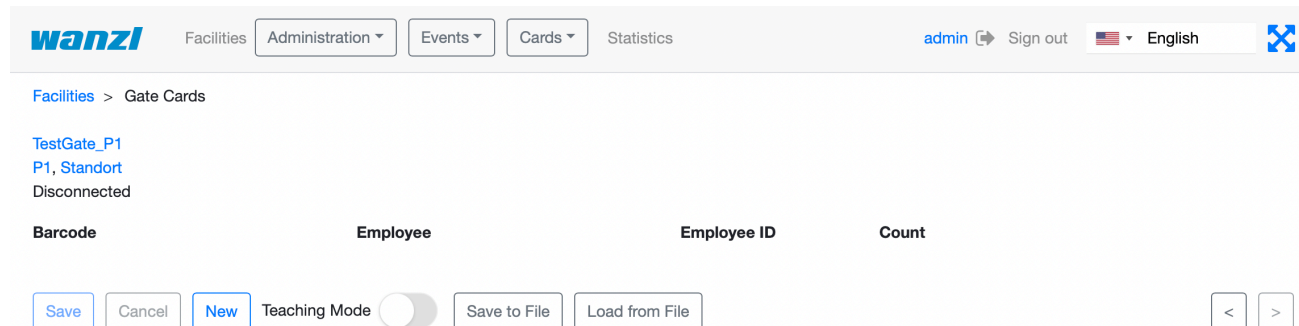 wanzl Facilities Administration Events Cards Statistics admin Sign out English
Facilities > Gate Cards
TestGate_P1
P1, Standort
Disconnected
Barcode Employee Employee ID Count
Save Cancel New Teaching Mode Save to File Load from File < >